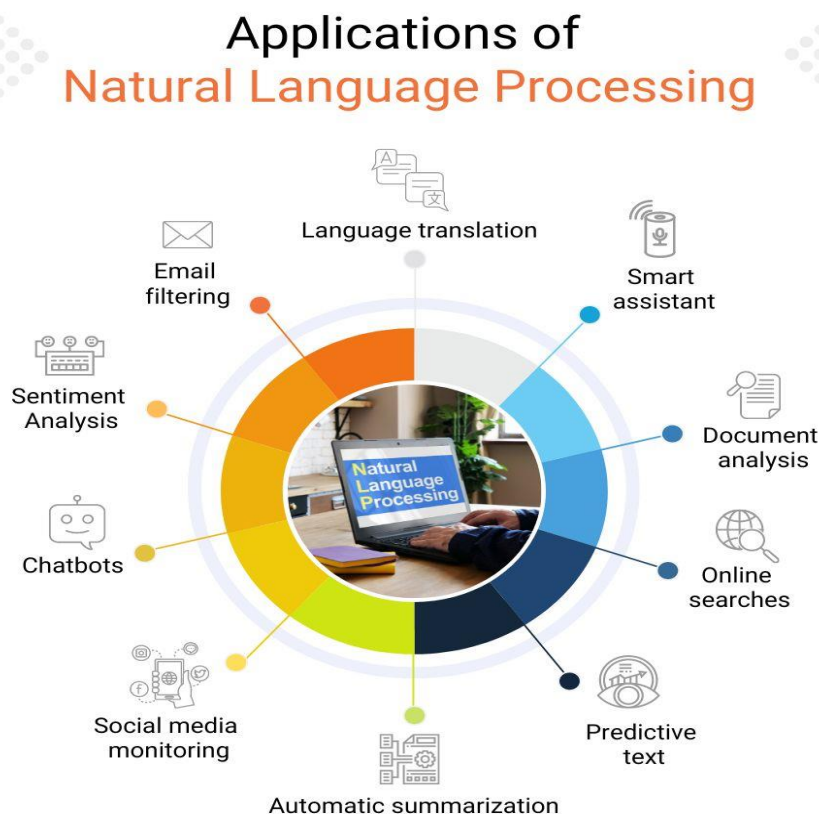 Applications of
Natural Language Processing
Language translation
Smart
assistant
Document
analysis
Online
searches
Predictive
text
Automatic summarization
Social media
monitoring
Chatbots
Sentiment
Analysis
Email
filtering
Natural
Language
Processing
A
文